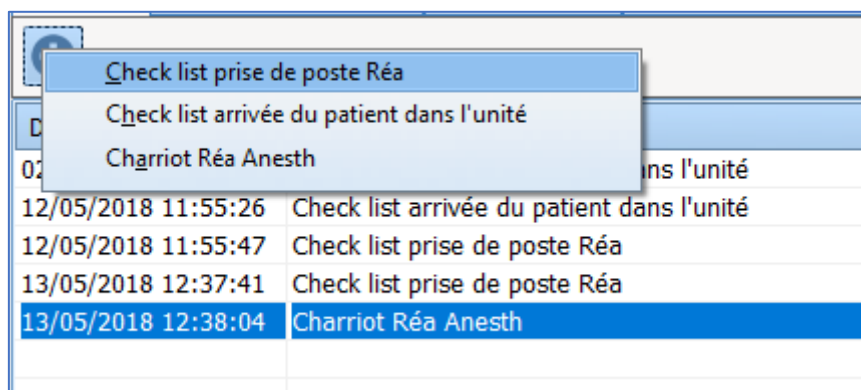 Check list prise de poste Réa
Check list arrivée du patient dans l'unité
Charriot Réa Anesth
D
02 ns l'unité
12/05/2018 11:55:26 Check list arrivée du patient dans l'unité
12/05/2018 11:55:47 Check list prise de poste Réa
13/05/2018 12:37:41 Check list prise de poste Réa
13/05/2018 12:38:04 Charriot Réa Anesth